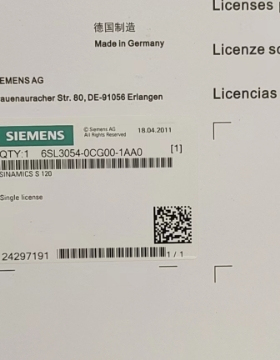 德国制造
Made in Germany
EMENS AG
auenauracher Str. 80, DE-91056 Erlangen
Licenses
Licenze
Licencias
SIEMENS
© Siemens AG
All Rights Reserved
18.04.2011
QTY:1 6SL3054-0CG00-1AA0 [1]
SINAMICS S 120
Single license
24297191
1 / 1